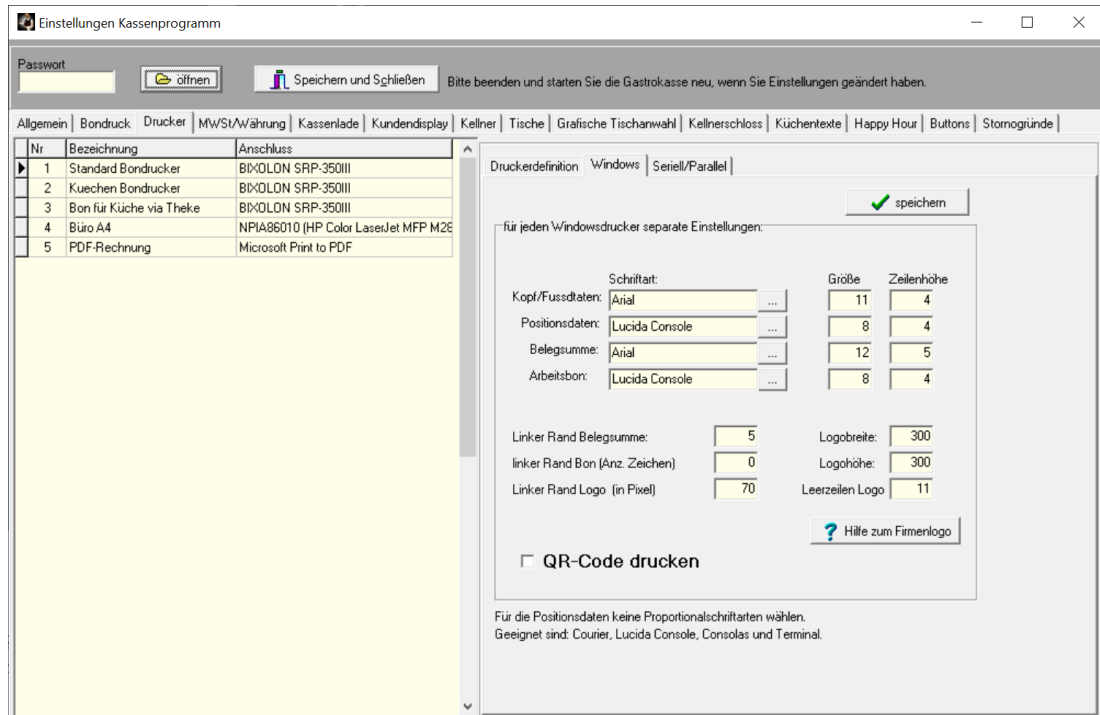 Einstellungen Kassenprogramm
Passwort
öffnen
Speichern und Schließen
Bitte beenden und starten Sie die Gastrokasse neu, wenn Sie Einstellungen geändert haben.
Allgemein Bondruck Drucker MWSt/Währung Kassenlade Kundendisplay Kellner Tische Grafische Tischanwahl Kellnerschloss Küchentexte Happy Hour Buttons Stornogründe
Nr Bezeichnung Anschluss
1 Standard Bondrucker BIXOLON SRP-350III
2 Kuechen Bondrucker BIXOLON SRP-350III
3 Bon für Küche via Theke BIXOLON SRP-350III
4 Büro A4 NPIA86010 (HP Color LaserJet MFP M28
5 PDF-Rechnung Microsoft Print to PDF
Druckerdefinition Windows Seriell/Parallel
speichern
für jeden Windowsdrucker separate Einstellungen:
Schriftart: Größe Zeilenhöhe
Kopf/Fussdtaten: Arial ... 11 4
Positionsdaten: Lucida Console ... 8 4
Belegsumme: Arial ... 12 5
Arbeitsbon: Lucida Console ... 8 4
Linker Rand Belegsumme: 5 Logobreite: 300
linker Rand Bon (Anz. Zeichen) 0 Logohöhe: 300
Linker Rand Logo (in Pixel) 70 Leerzeilen Logo 11
Hilfe zum Firmenlogo
QR-Code drucken
Für die Positionsdaten keine Proportionalschriftarten wählen.
Geeignet sind: Courier, Lucida Console, Consolas und Terminal.